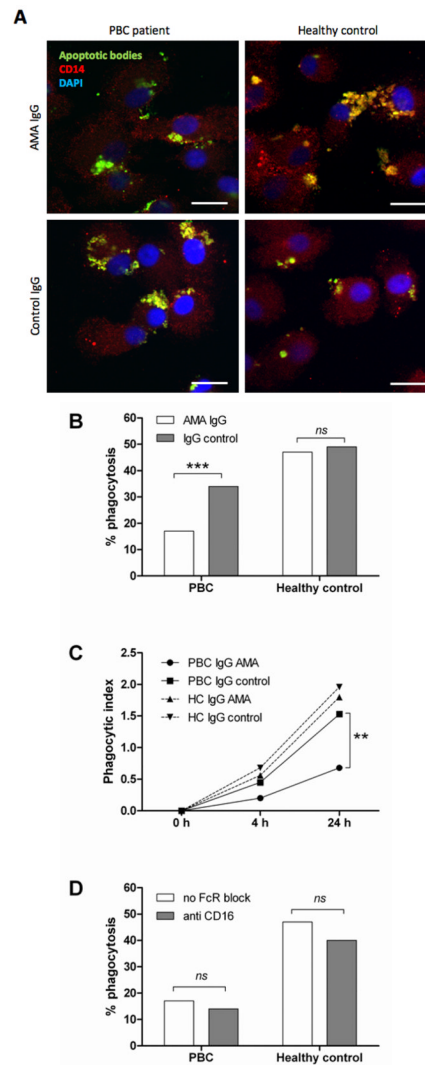 A
PBC patient
Healthy control
Apoptotic bodies
CD14
DAPI
AMA IgG
Control IgG
B
AMA IgG
IgG control
ns
***
% phagocytosis
60
50
40
30
20
10
0
PBC
Healthy control
C
PBC IgG AMA
PBC IgG control
HC IgG AMA
HC IgG control
**
Phagocytic index
2.5
2.0
1.5
1.0
0.5
0.0
0 h
4 h
24 h
D
no FcR block
anti CD16
ns
ns
% phagocytosis
60
50
40
30
20
10
0
PBC
Healthy control